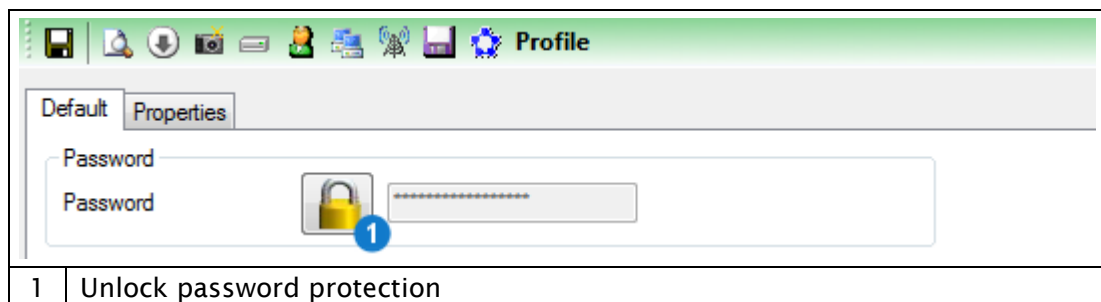 Profile
Default Properties
Password
Password *****************
1
1 Unlock password protection